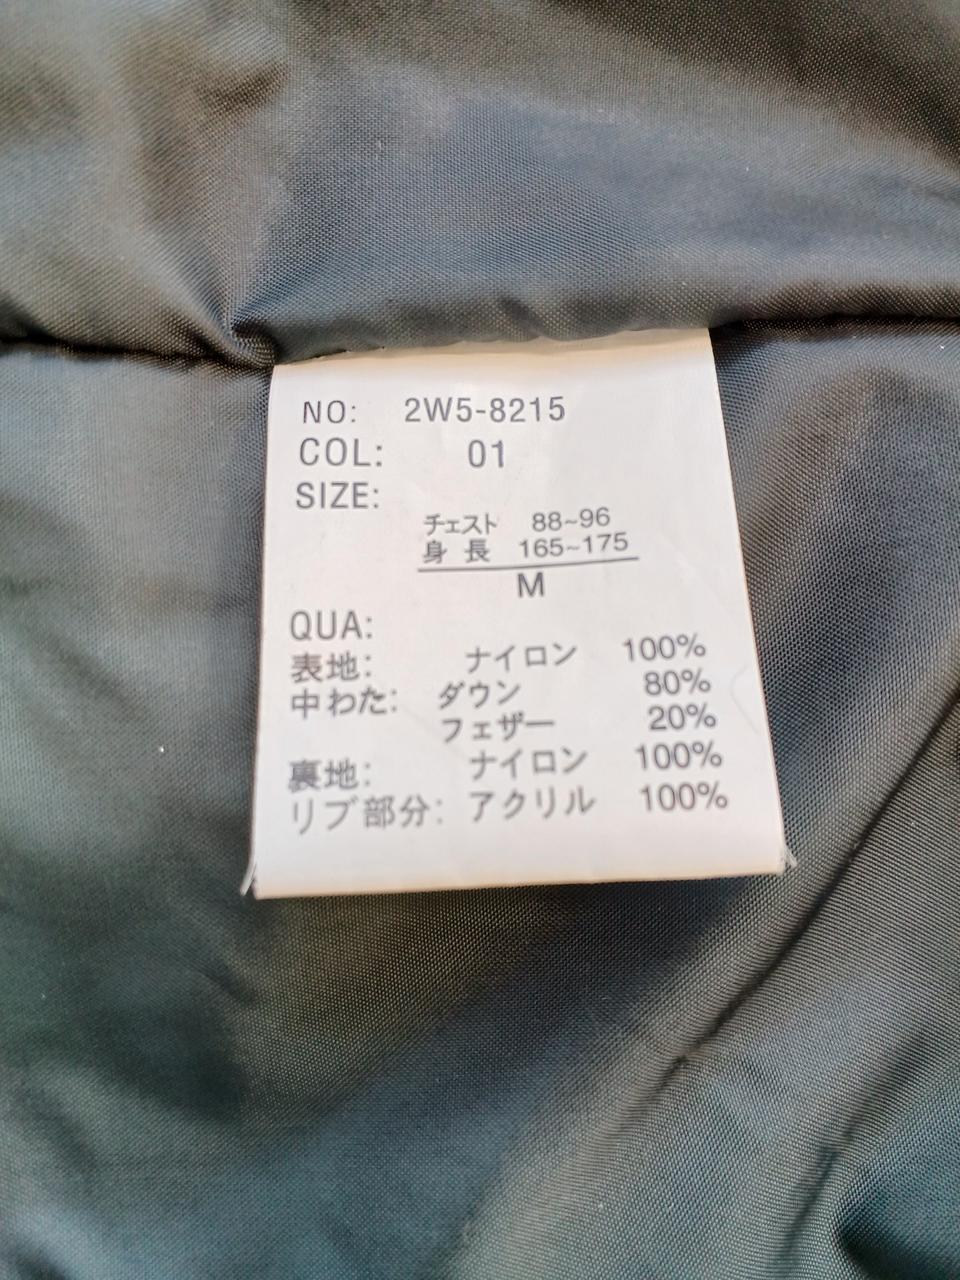 NO: 2W5-8215
COL: 01
SIZE:
チェスト 88~96
身長 165~175
M
QUA:
表地: ナイロン 100%
中わた: ダウン 80%
フェザー 20%
裏地: ナイロン 100%
リブ部分: アクリル 100%